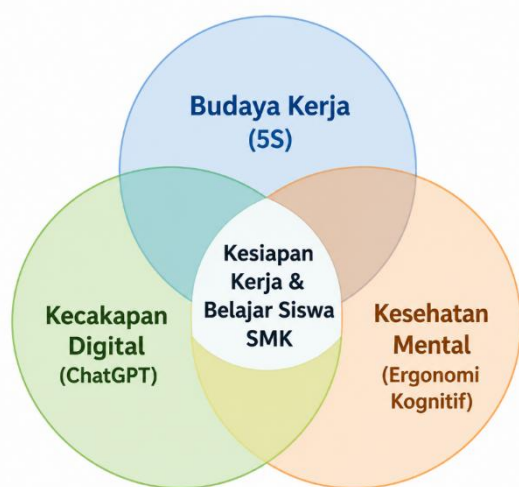 Budaya Kerja
(5S)
Kesiapan
Kerja &
Belajar Siswa
SMK
Kecakapan
Digital
(ChatGPT)
Kesehatan
Mental
(Ergonomi
Kognitif)